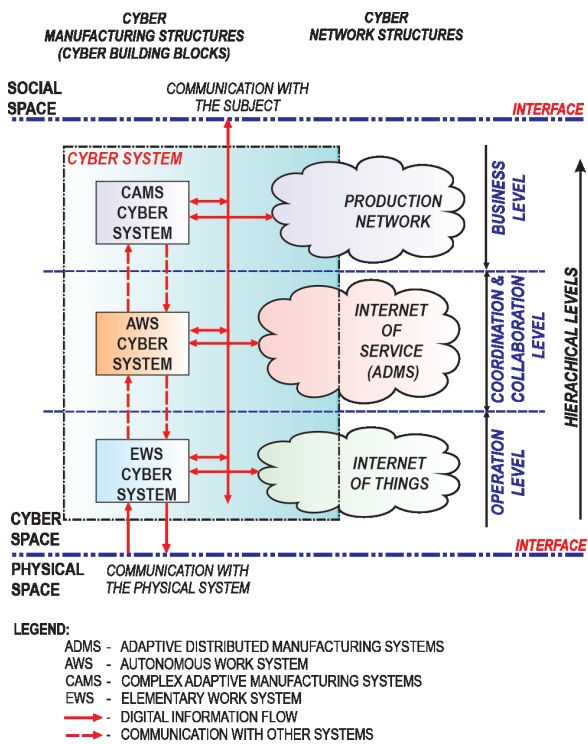 CYBER
MANUFACTURING STRUCTURES
(CYBER BUILDING BLOCKS)
CYBER
NETWORK STRUCTURES
SOCIAL
SPACE
COMMUNICATION WITH
THE SUBJECT
INTERFACE
CYBER SYSTEM
CAMS
CYBER
SYSTEM
PRODUCTION
NETWORK
BUSINESS
LEVEL
AWS
CYBER
SYSTEM
INTERNET
OF
SERVICE
(ADMS)
COORDINATION &
COLLABORATION
LEVEL
HIERACHICAL LEVELS
EWS
CYBER
SYSTEM
INTERNET
OF THINGS
OPERATION
LEVEL
CYBER
SPACE
INTERFACE
PHYSICAL
SPACE
COMMUNICATION WITH
THE PHYSICAL SYSTEM
LEGEND:
ADMS - ADAPTIVE DISTRIBUTED MANUFACTURING SYSTEMS
AWS - AUTONOMOUS WORK SYSTEM
CAMS - COMPLEX ADAPTIVE MANUFACTURING SYSTEMS
EWS - ELEMENTARY WORK SYSTEM
- DIGITAL INFORMATION FLOW
- COMMUNICATION WITH OTHER SYSTEMS